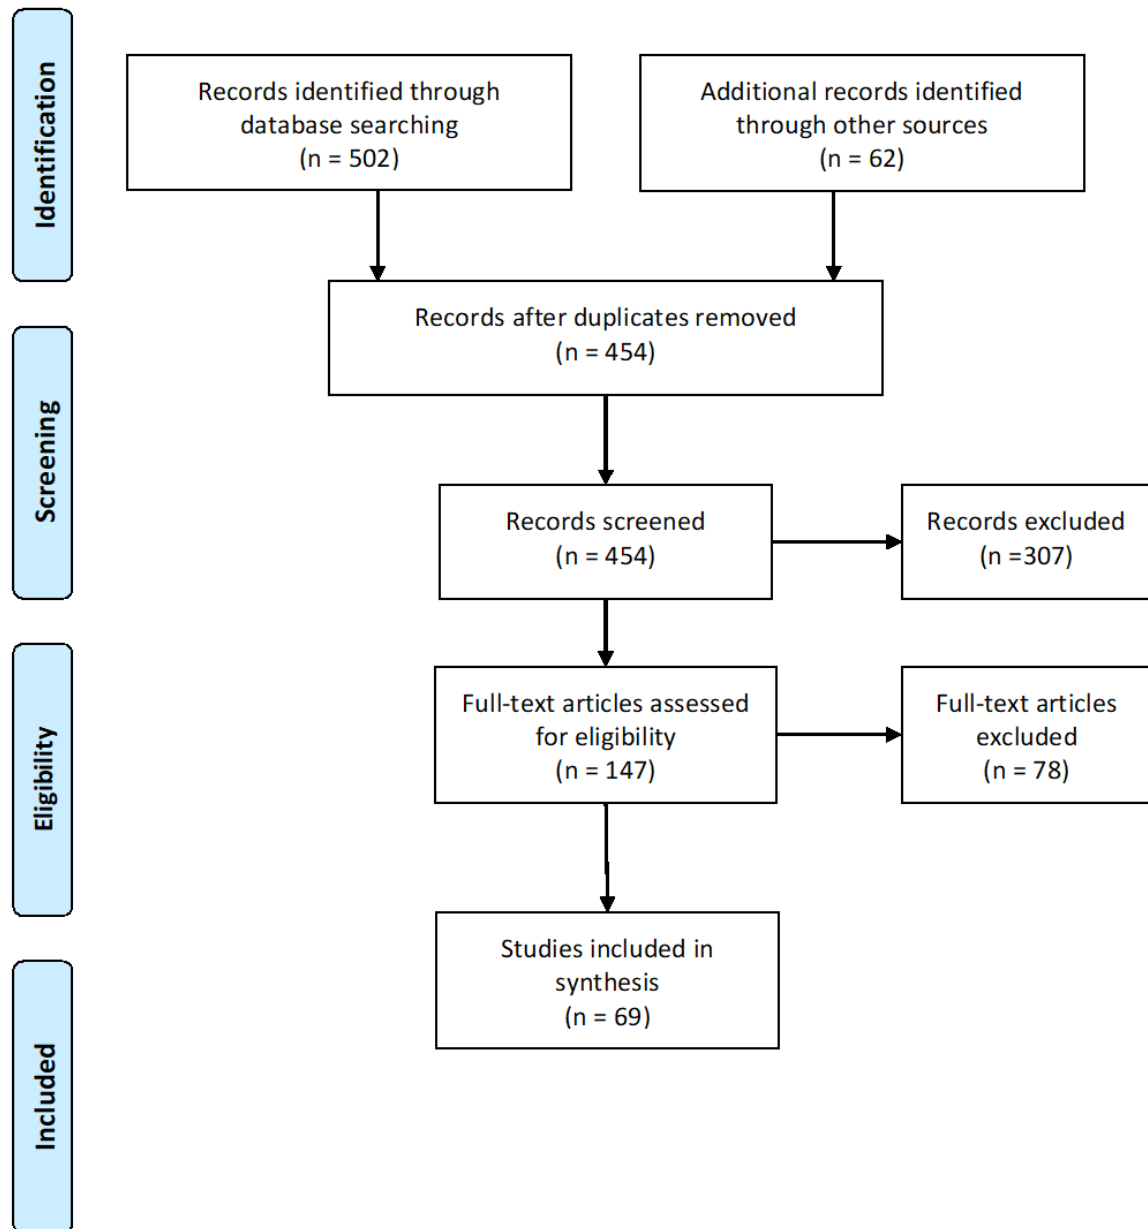 Identification
Records identified through
database searching
(n = 502)
Additional records identified
through other sources
(n = 62)
Records after duplicates removed
(n = 454)
Screening
Records screened
(n = 454)
Records excluded
(n =307)
Eligibility
Full-text articles assessed
for eligibility
(n = 147)
Full-text articles
excluded
(n = 78)
Included
Studies included in
synthesis
(n = 69)